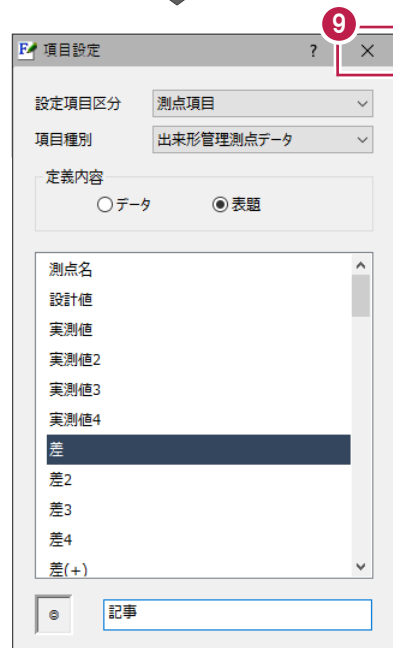 9
項目設定 ? ×
設定項目区分 測点項目
項目種別 出来形管理測点データ
定義内容
データ 表題
測点名
設計値
実測値
実測値2
実測値3
実測値4
差
差2
差3
差4
差(+)
◎ 記事